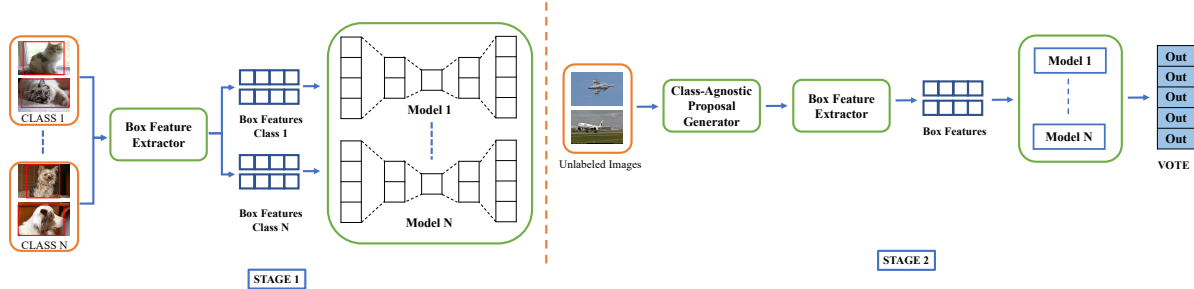 CLASS 1
CLASS N
Box Feature
Extractor
Box Features
Class 1
Box Features
Class N
Model 1
Model N
STAGE 1
Unlabeled Images
Class-Agnostic
Proposal
Generator
Box Feature
Extractor
Box Features
Model 1
Model N
Out
Out
Out
Out
Out
VOTE
STAGE 2